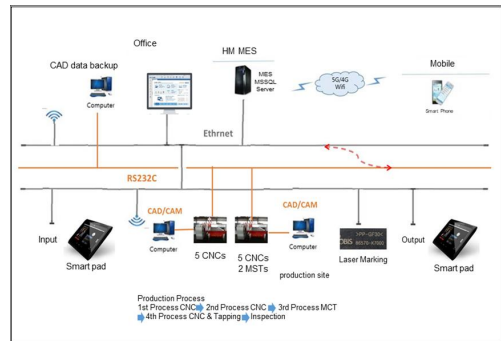 Office
HM MES
CAD data backup
Mobile
MES
MSSQL
Server
5G/4G
Wifi
Computer
Smart Phone
Ethrnet
RS232C
CAD/CAM
CAD/CAM
Input
Output
Computer
5 CNCs
5 CNCs
2 MSTs
Computer
Laser Marking
Smart pad
Smart pad
production site
Production Process
1st Process CNC 2nd Process CNC 3rd Process MCT
4th Process CNC & Tapping Inspection